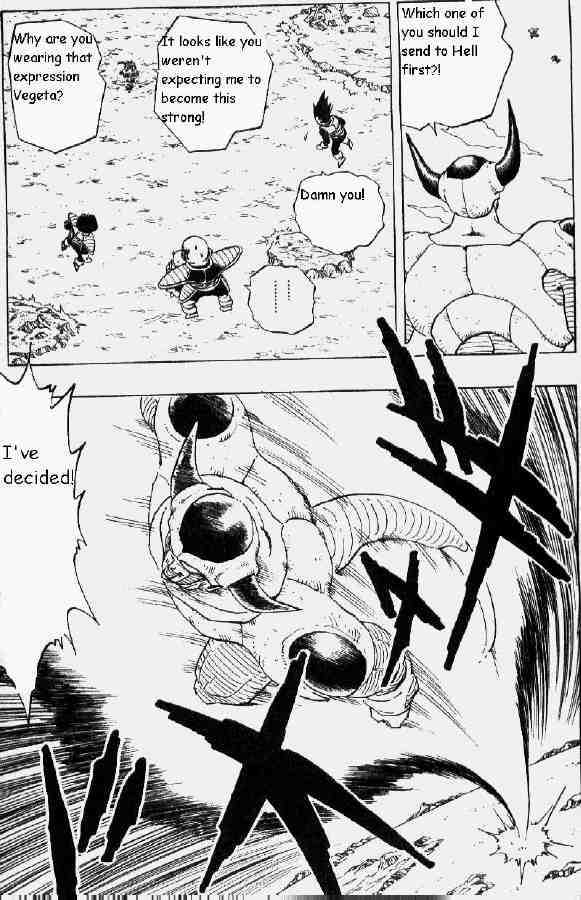 Why are you
wearing that
expression
Vegeta?
It looks like you
weren't
expecting me to
become this
strong!
Damn you!
Which one of
you should I
send to Hell
first?!
I've
decided!